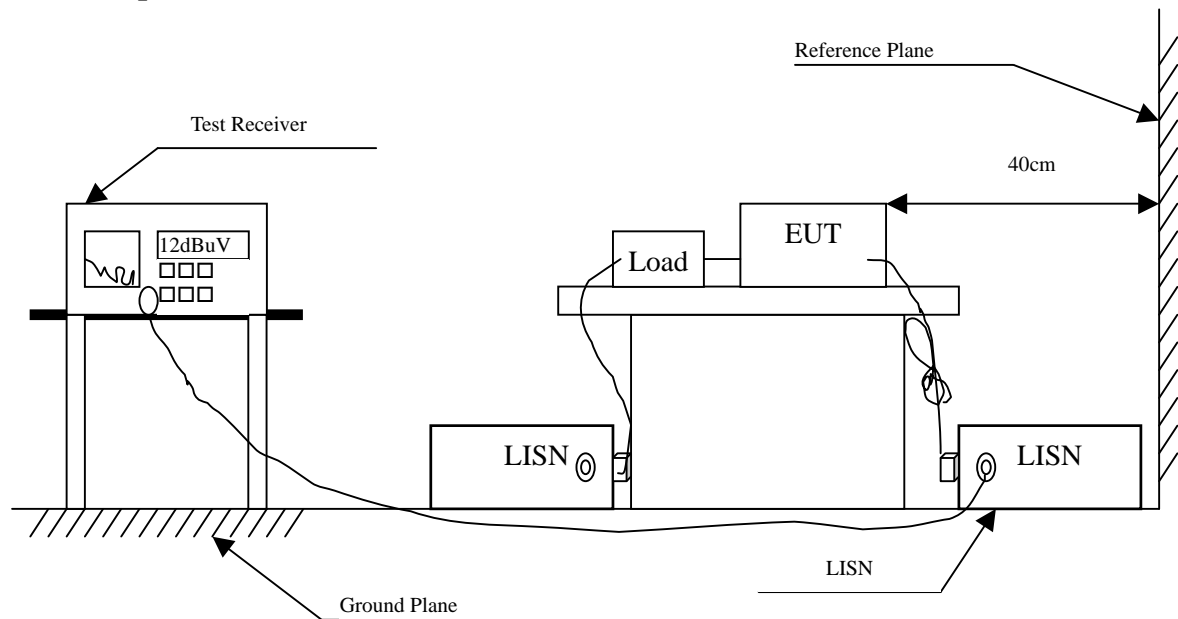 Reference Plane
Test Receiver
40cm
12dBuV
EUT
Load
LISN
LISN
LISN
Ground Plane